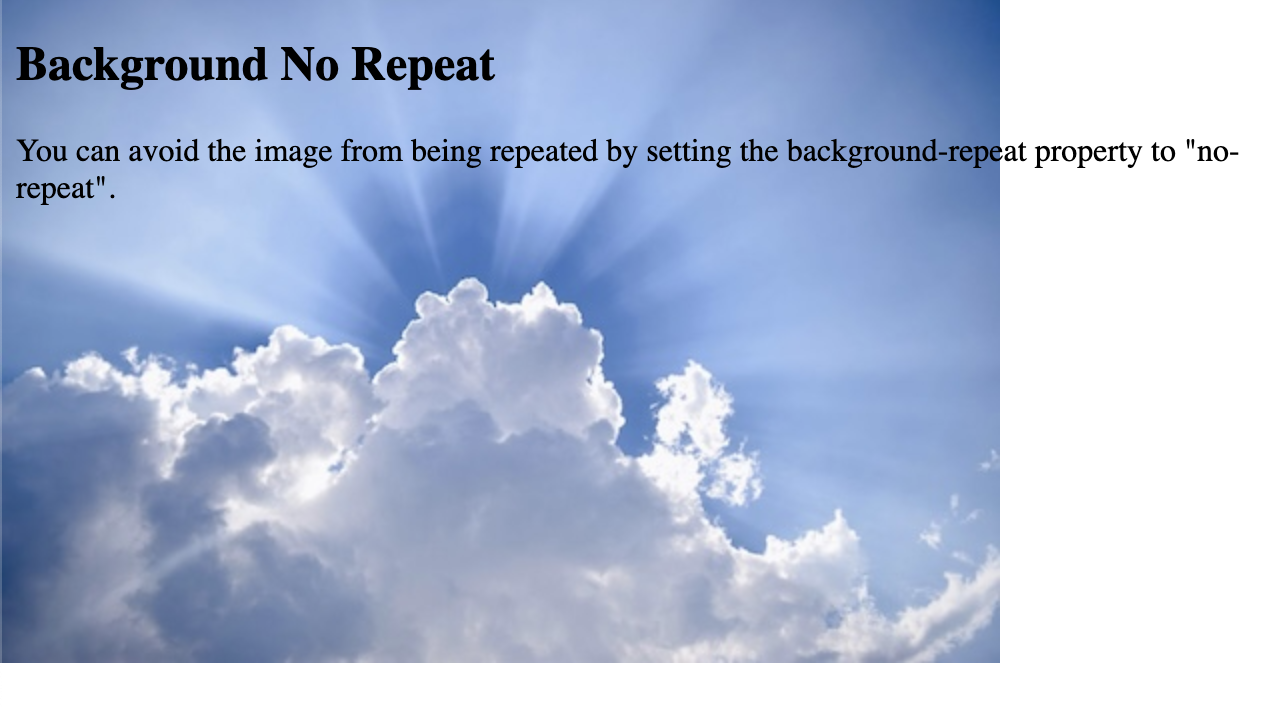 Background No Repeat
You can avoid the image from being repeated by setting the background-repeat property to "no-
repeat".